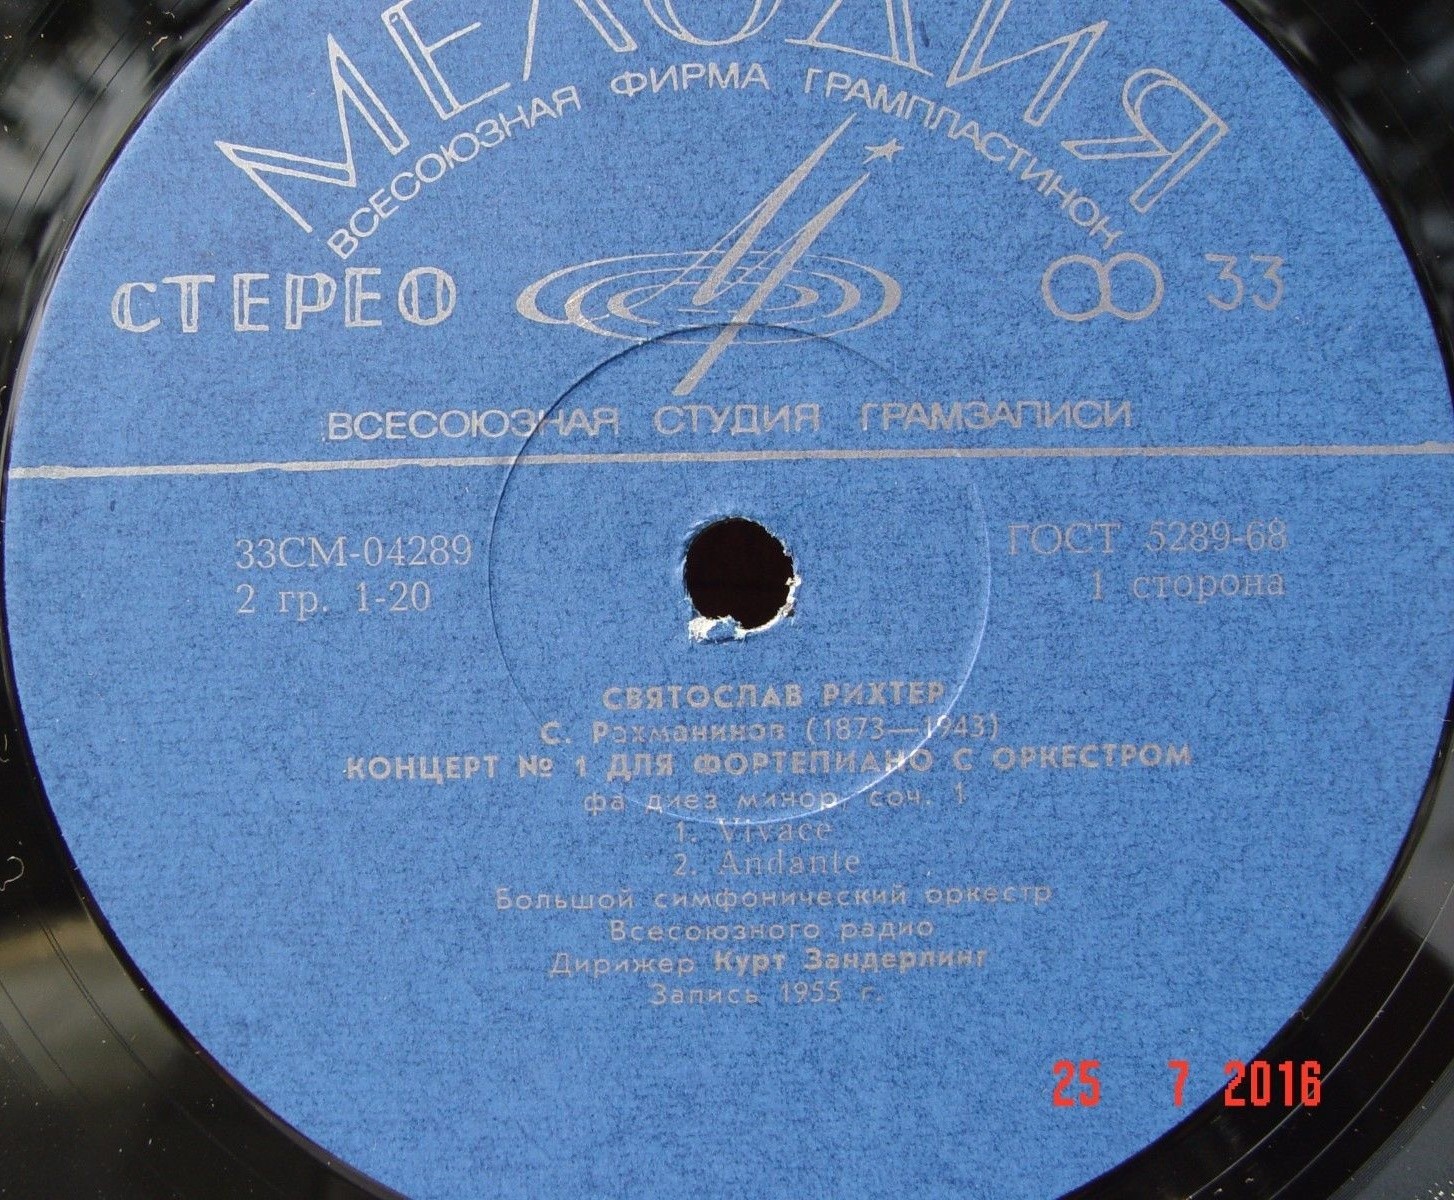 МЕЛОДИЯ
ВСЕСОЮЗНАЯ ФИРМА ГРАМПЛАСТИНОК
СТЕРЕО
33
ВСЕСОЮЗНАЯ СТУДИЯ ГРАМЗАПИСИ
33СМ-04289
ГОСТ 5289-68
2 гр. 1-20
1 сторона
СВЯТОСЛАВ РИХТЕР
С. Рахманинов (1873—1943)
КОНЦЕРТ № 1 ДЛЯ ФОРТЕПИАНО С ОРКЕСТРОМ
фа диез минор, соч. 1
1. Vivace
2. Andante
Большой симфонический оркестр
Всесоюзного радио
Дирижер Курт Зандерлинг
Запись 1955 г.
25 7 2016